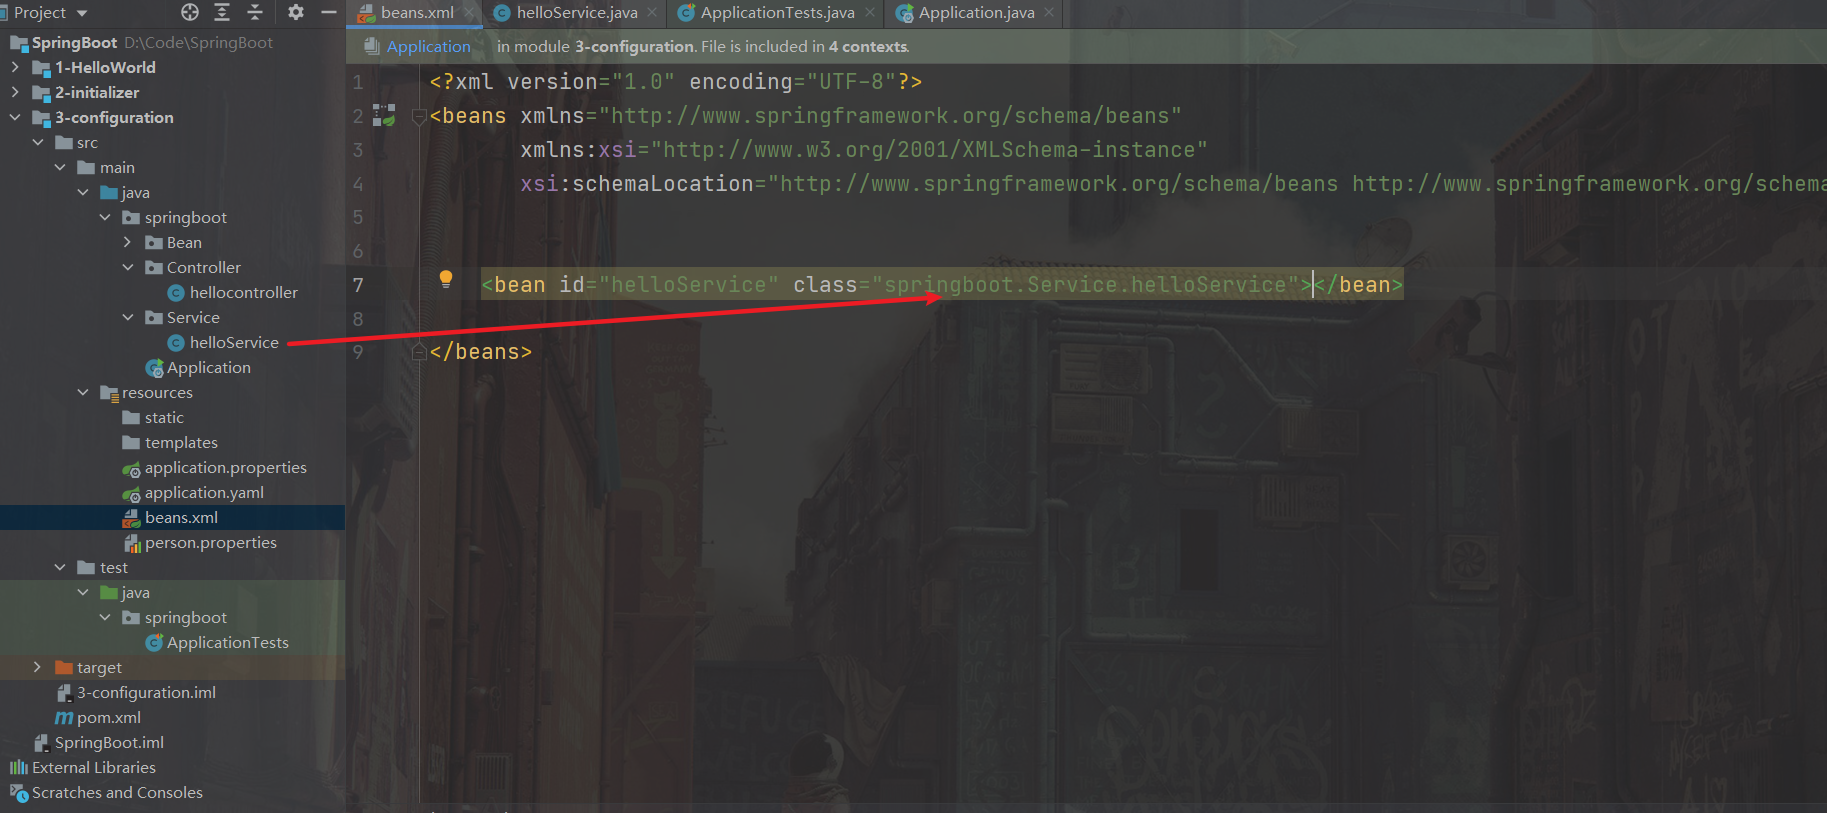 Project
beans.xml
helloService.java
ApplicationTests.java
Application.java
SpringBoot D:\Code\SpringBoot
1-HelloWorld
2-initializer
3-configuration
src
main
java
springboot
Bean
Controller
hellocontroller
Service
helloService
Application
resources
static
templates
application.properties
application.yaml
beans.xml
person.properties
test
java
springboot
ApplicationTests
target
3-configuration.iml
pom.xml
SpringBoot.iml
External Libraries
Scratches and Consoles
Application in module 3-configuration. File is included in 4 contexts.
1 <?xml version="1.0" encoding="UTF-8"?>
2 <beans xmlns="http://www.springframework.org/schema/beans"
3 xmlns:xsi="http://www.w3.org/2001/XMLSchema-instance"
4 xsi:schemaLocation="http://www.springframework.org/schema/beans http://www.springframework.org/schema
5
6
7 <bean id="helloService" class="springboot.Service.helloService"></bean>
8
9 </beans>